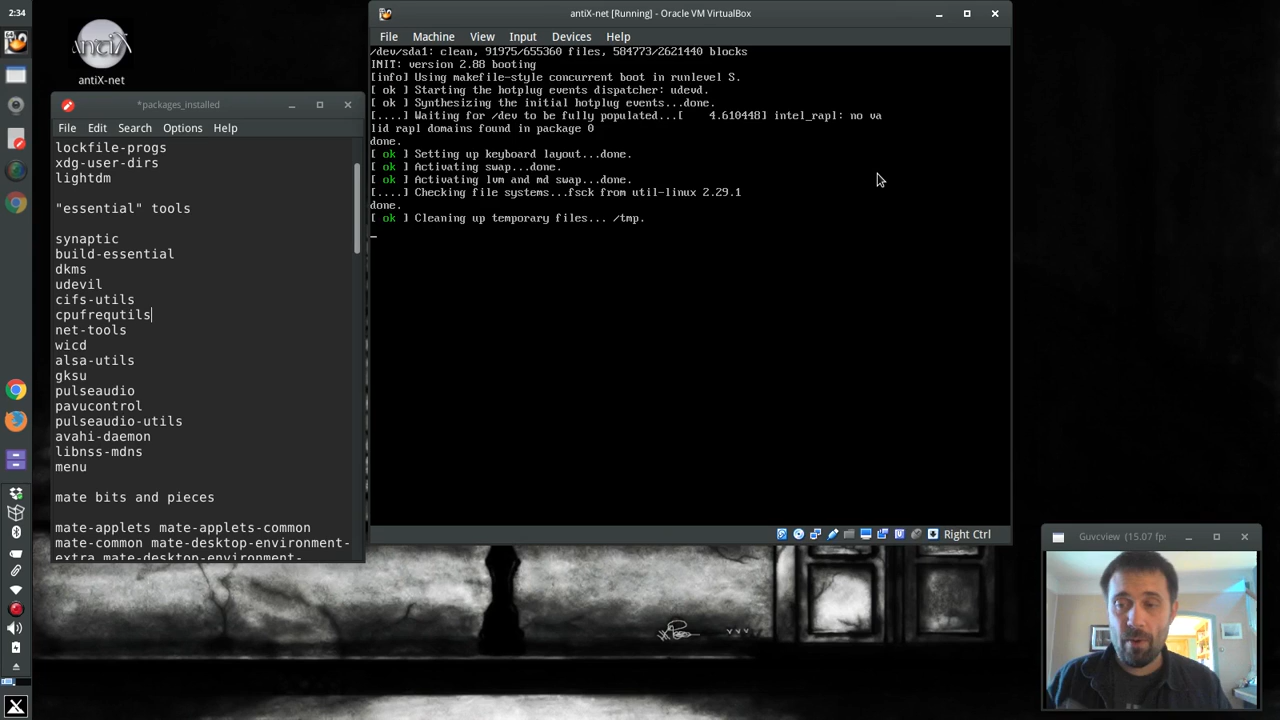 2:34
antiX
antiX-net
*packages_installed
File Edit Search Options Help
lockfile-progs
xdg-user-dirs
lightdm
"essential" tools
synaptic
build-essential
dkms
udevil
cifs-utils
cpufrequtils
net-tools
wicd
alsa-utils
gksu
pulseaudio
pavucontrol
pulseaudio-utils
avahi-daemon
libnss-mdns
menu
mate bits and pieces
mate-applets mate-applets-common
mate-common mate-desktop-environment-
extra mate-desktop-environment-
antiX-net [Running] - Oracle VM VirtualBox
File Machine View Input Devices Help
/dev/sda1: clean, 91975/655360 files, 584773/2621440 blocks
INIT: version 2.88 booting
[info] Using makefile-style concurrent boot in runlevel S.
[ ok ] Starting the hotplug events dispatcher: udevd.
[ ok ] Synthesizing the initial hotplug events...done.
[....] Waiting for /dev to be fully populated...[    4.610448] intel_rapl: no va
lid rapl domains found in package 0
done.
[ ok ] Setting up keyboard layout...done.
[ ok ] Activating swap...done.
[ ok ] Activating lvm and md swap...done.
[....] Checking file systems...fsck from util-linux 2.29.1
done.
[ ok ] Cleaning up temporary files... /tmp.
Right Ctrl
Guvcview (15.07 fps